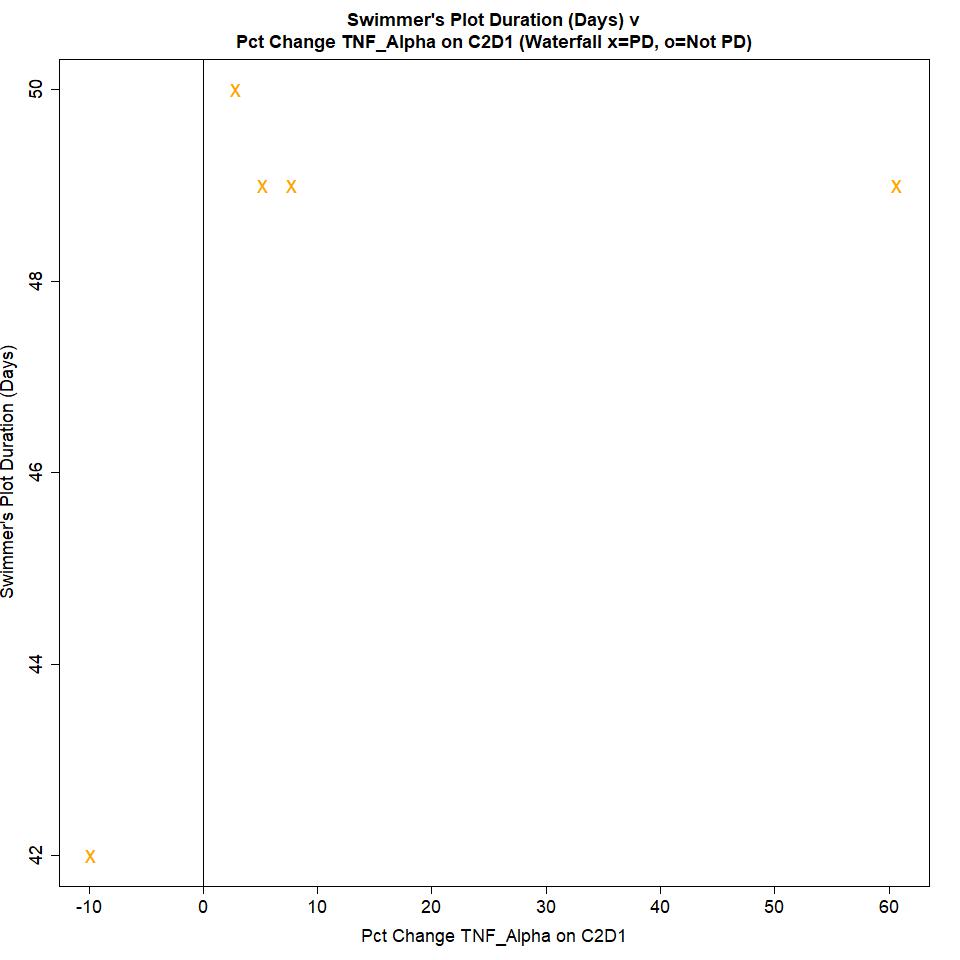 Swimmer's Plot Duration (Days) v
Pct Change TNF_Alpha on C2D1 (Waterfall x=PD, o=Not PD)
Swimmer's Plot Duration (Days)
50
48
46
44
42
X
X X X
X
-10 0 10 20 30 40 50 60
Pct Change TNF_Alpha on C2D1